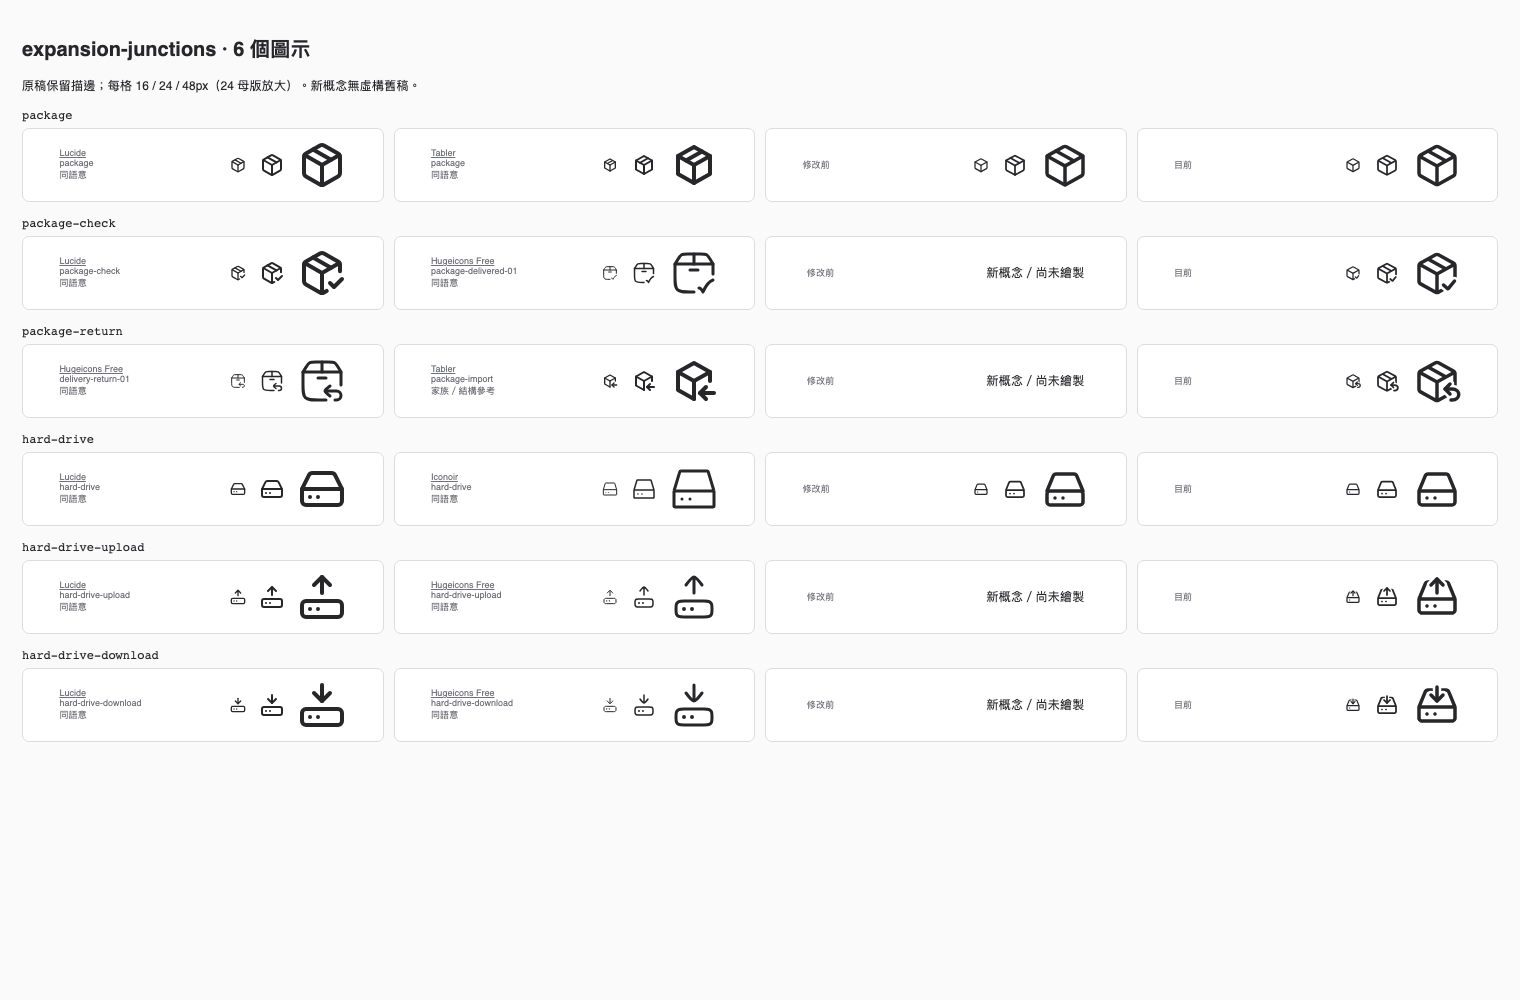 expansion-junctions · 6 個圖示
原稿保留描邊；每格 16 / 24 / 48px（24 母版放大）。新概念無虛構舊稿。
package
Lucide
package
同語意
Tabler
package
同語意
修改前
目前
package-check
Lucide
package-check
同語意
Hugeicons Free
package-delivered-01
同語意
修改前
新概念 / 尚未繪製
目前
package-return
Hugeicons Free
delivery-return-01
同語意
Tabler
package-import
家族 / 結構參考
修改前
新概念 / 尚未繪製
目前
hard-drive
Lucide
hard-drive
同語意
Iconoir
hard-drive
同語意
修改前
目前
hard-drive-upload
Lucide
hard-drive-upload
同語意
Hugeicons Free
hard-drive-upload
同語意
修改前
新概念 / 尚未繪製
目前
hard-drive-download
Lucide
hard-drive-download
同語意
Hugeicons Free
hard-drive-download
同語意
修改前
新概念 / 尚未繪製
目前